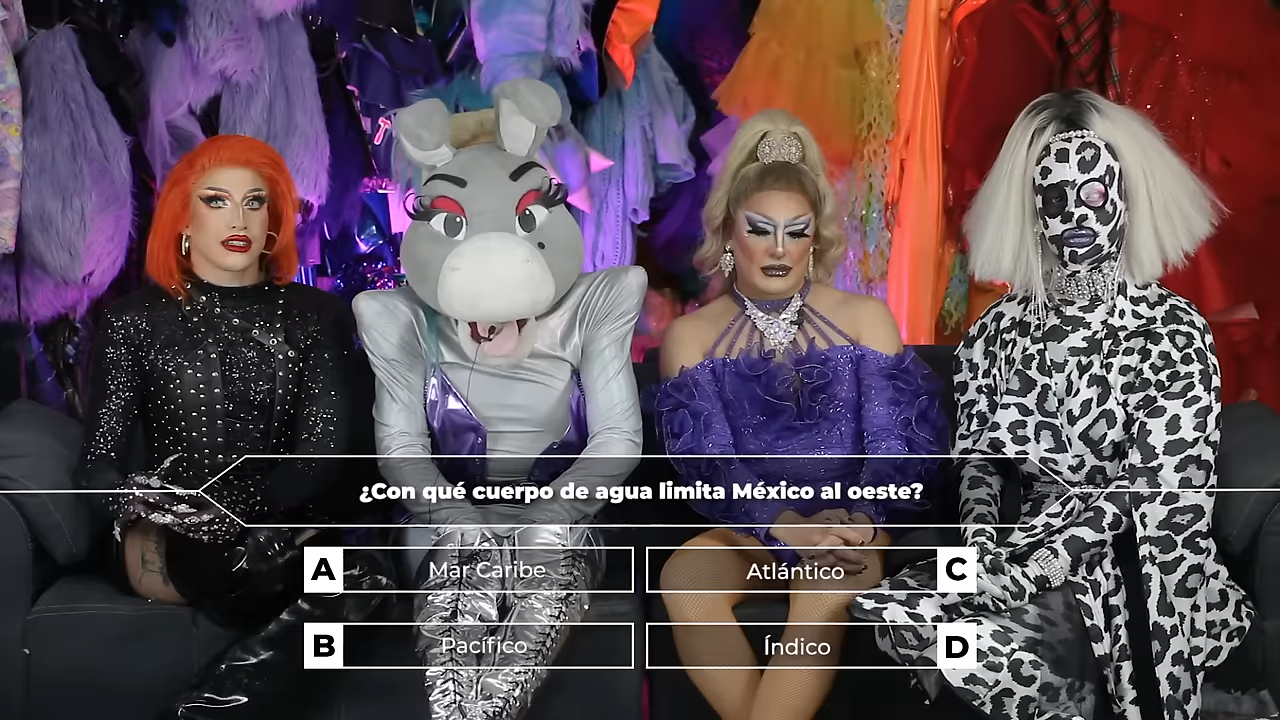 ¿Con qué cuerpo de agua limita México al oeste?
A Mar Caribe
Atlántico C
B Pacífico
Índico D